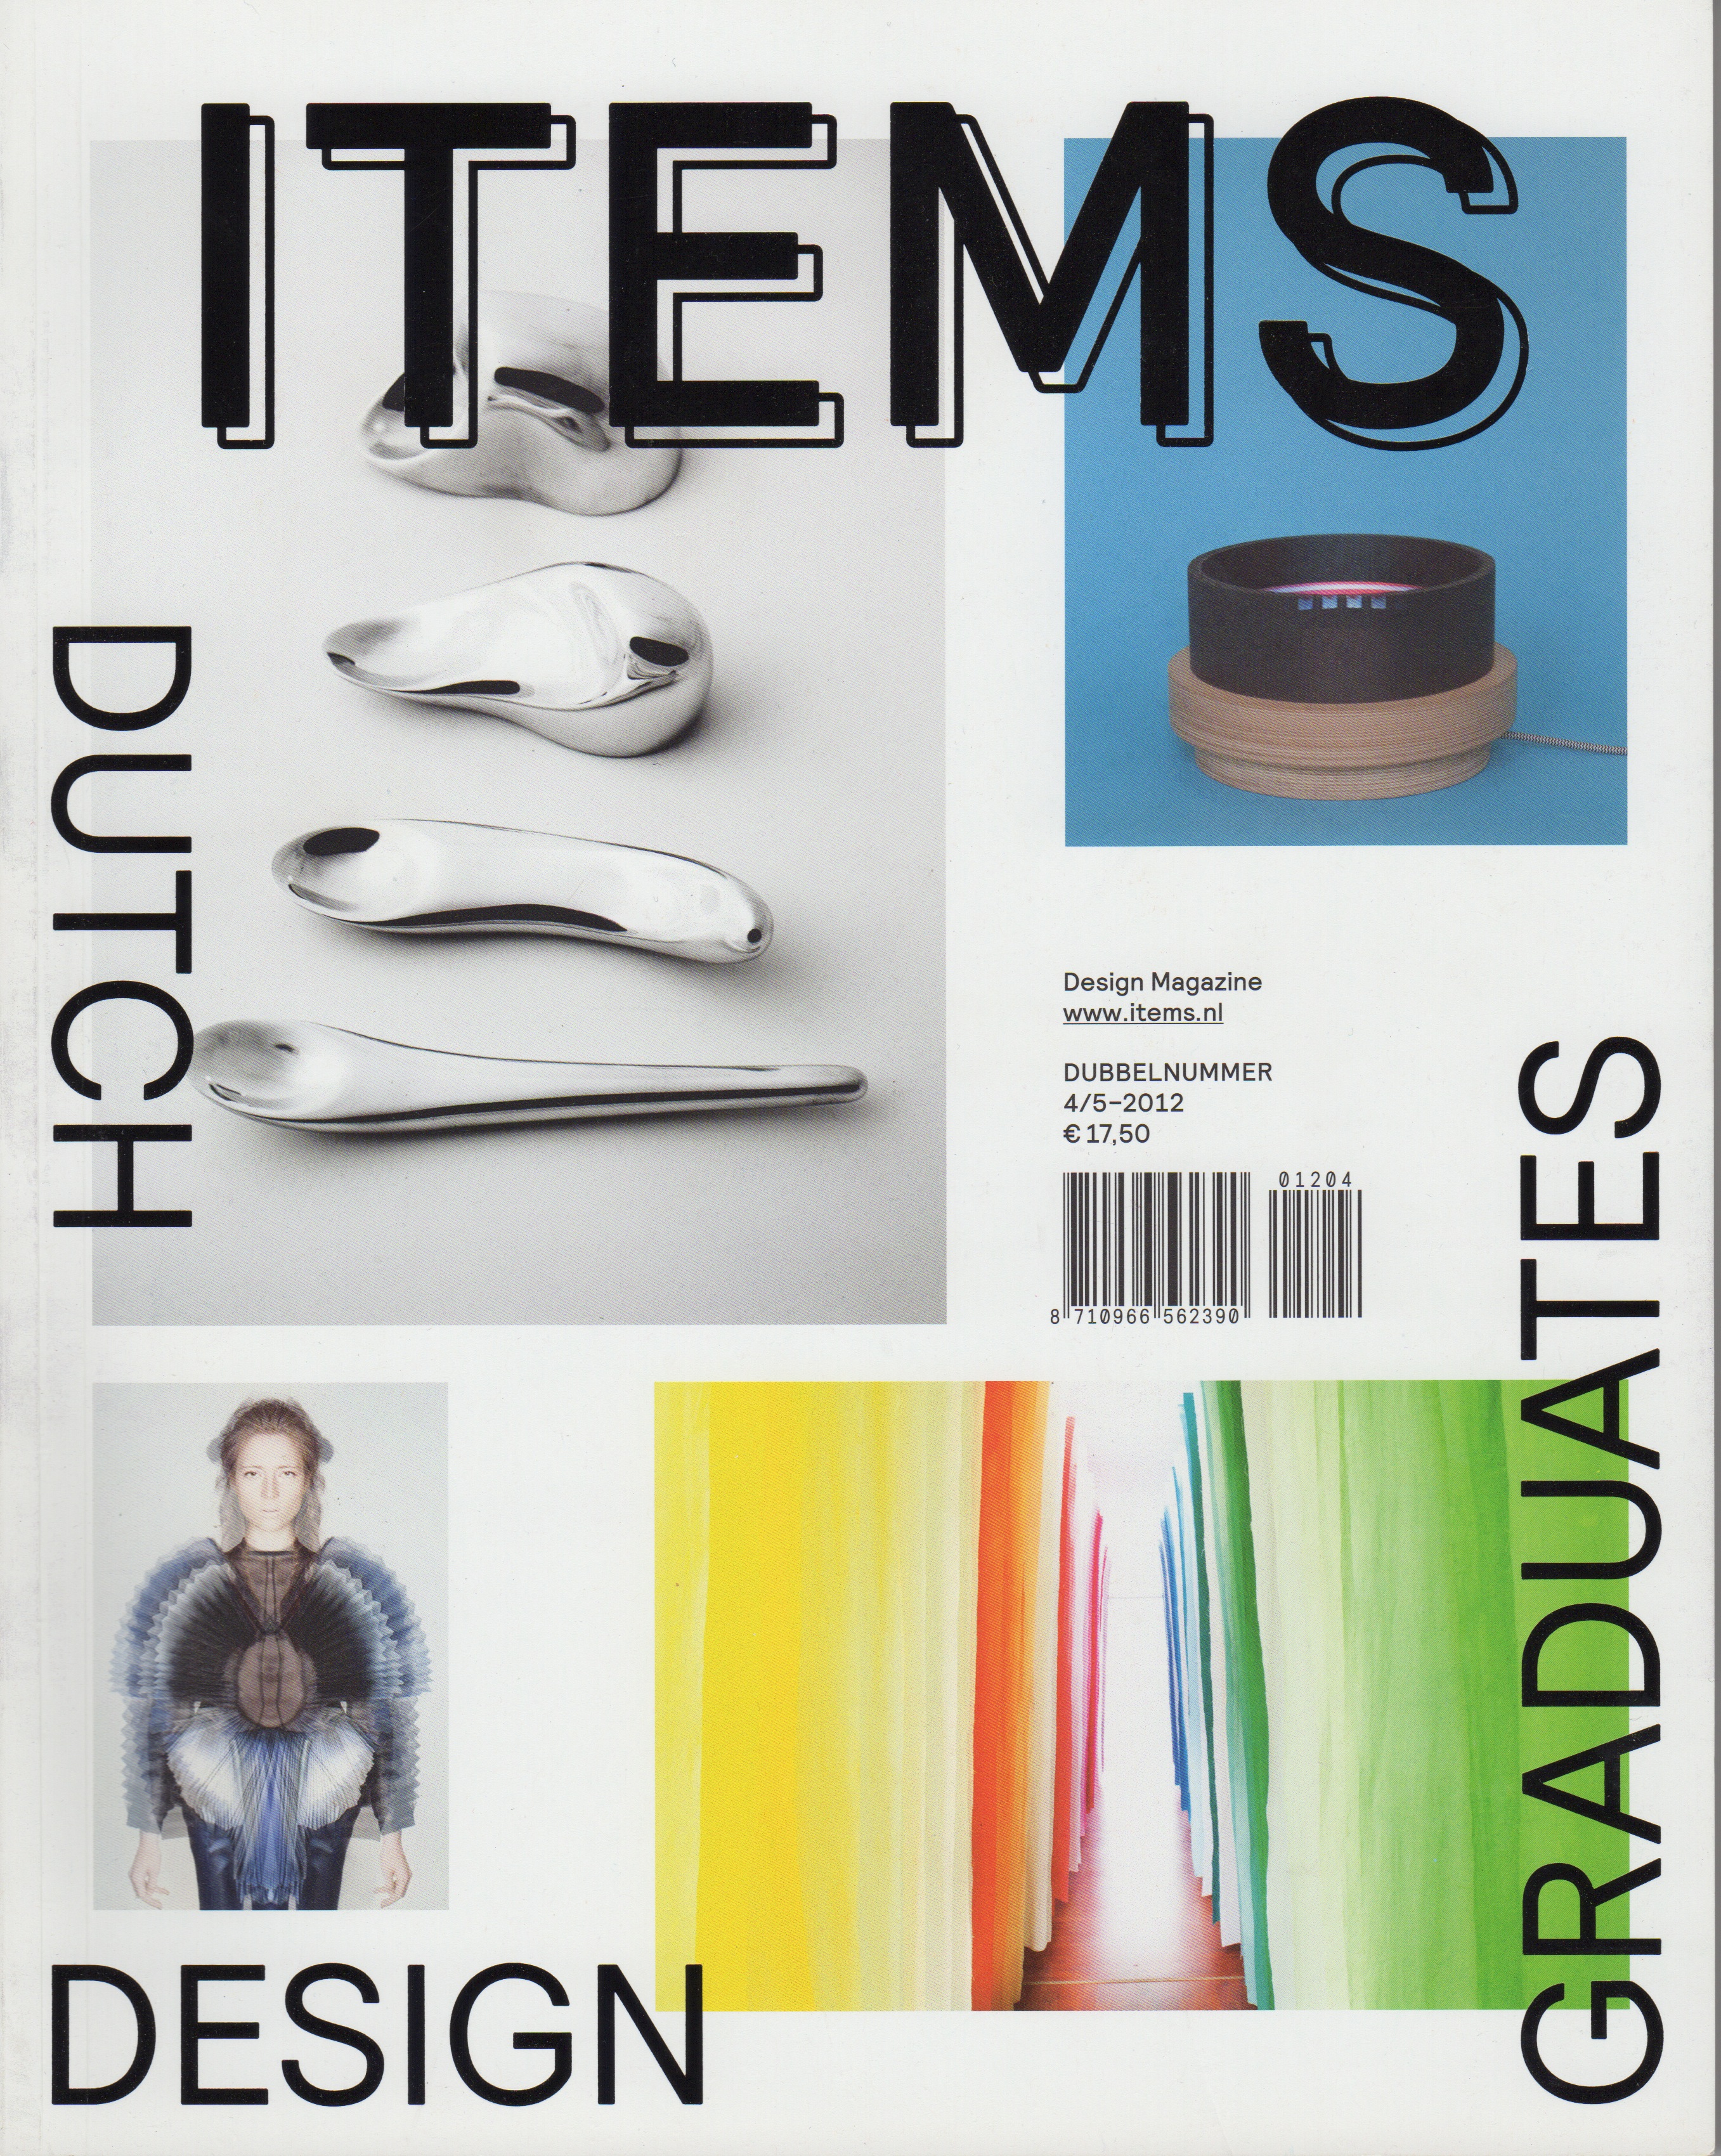 ITEMS
DUTCH
Design Magazine
www.items.nl
DUBBELNUMMER
4/5–2012
€ 17,50
01204
8 710966 562390
DESIGN
GRADUATES